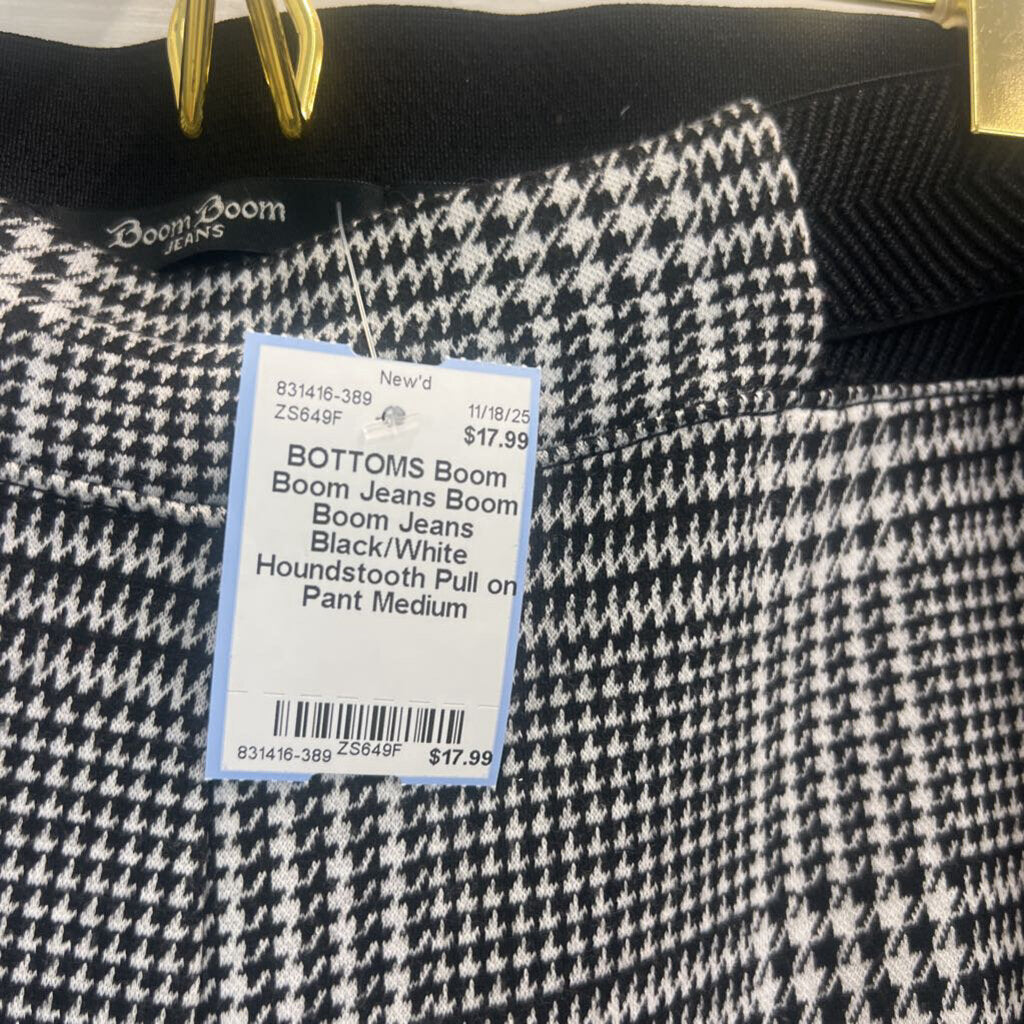 Boom Boom
JEANS
New'd
831416-389
ZS649F
11/18/25
$17.99
BOTTOMS Boom
Boom Jeans Boom
Boom Jeans
Black/White
Houndstooth Pull on
Pant Medium
831416-389 ZS649F $17.99